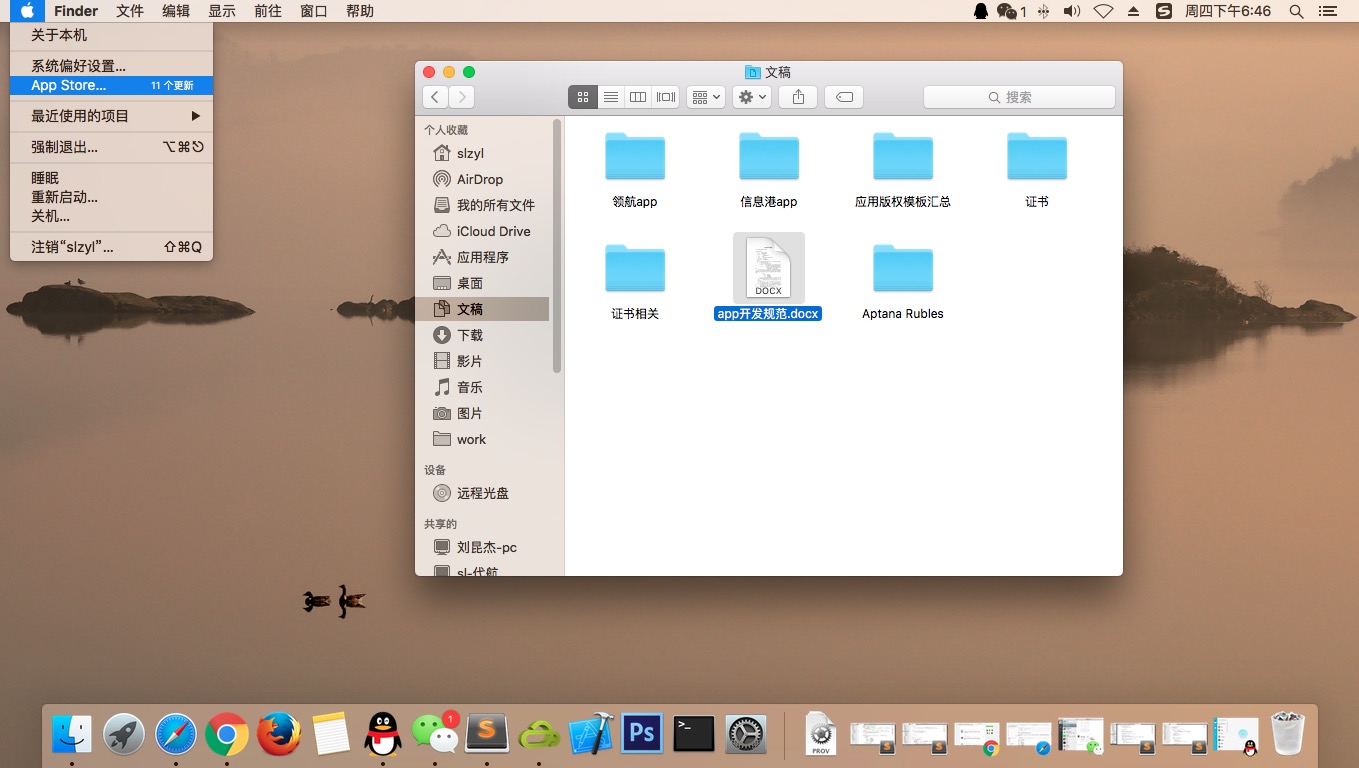 Finder 文件 编辑 显示 前往 窗口 帮助 1 周四下午6:46
关于本机
系统偏好设置...
App Store... 11 个更新
最近使用的项目
强制退出... ⌥⌘⎋
睡眠
重新启动...
关机...
注销“slzyl”... ⇧⌘Q
文稿
搜索
个人收藏
slzyl
AirDrop
我的所有文件
iCloud Drive
应用程序
桌面
文稿
下载
影片
音乐
图片
work
设备
远程光盘
共享的
刘昆杰-pc
sl-代航
领航app 信息港app 应用版权模板汇总 证书
DOCX
证书相关 app开发规范.docx Aptana Rubles
1
S
Ps
>_
PROV